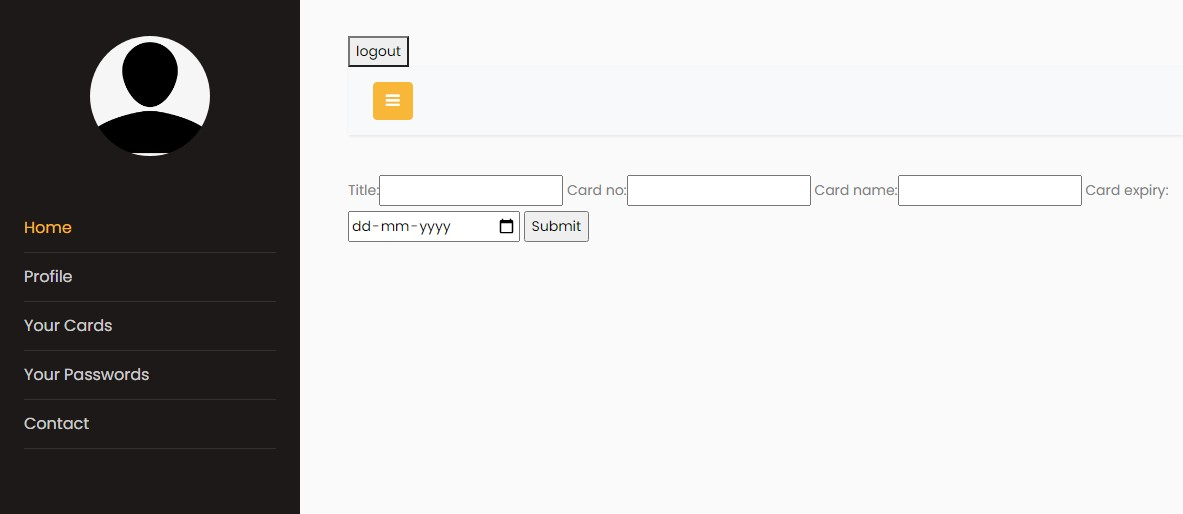 Home
Profile
Your Cards
Your Passwords
Contact
logout
Title: Card no: Card name: Card expiry:
dd-mm-yyyy Submit